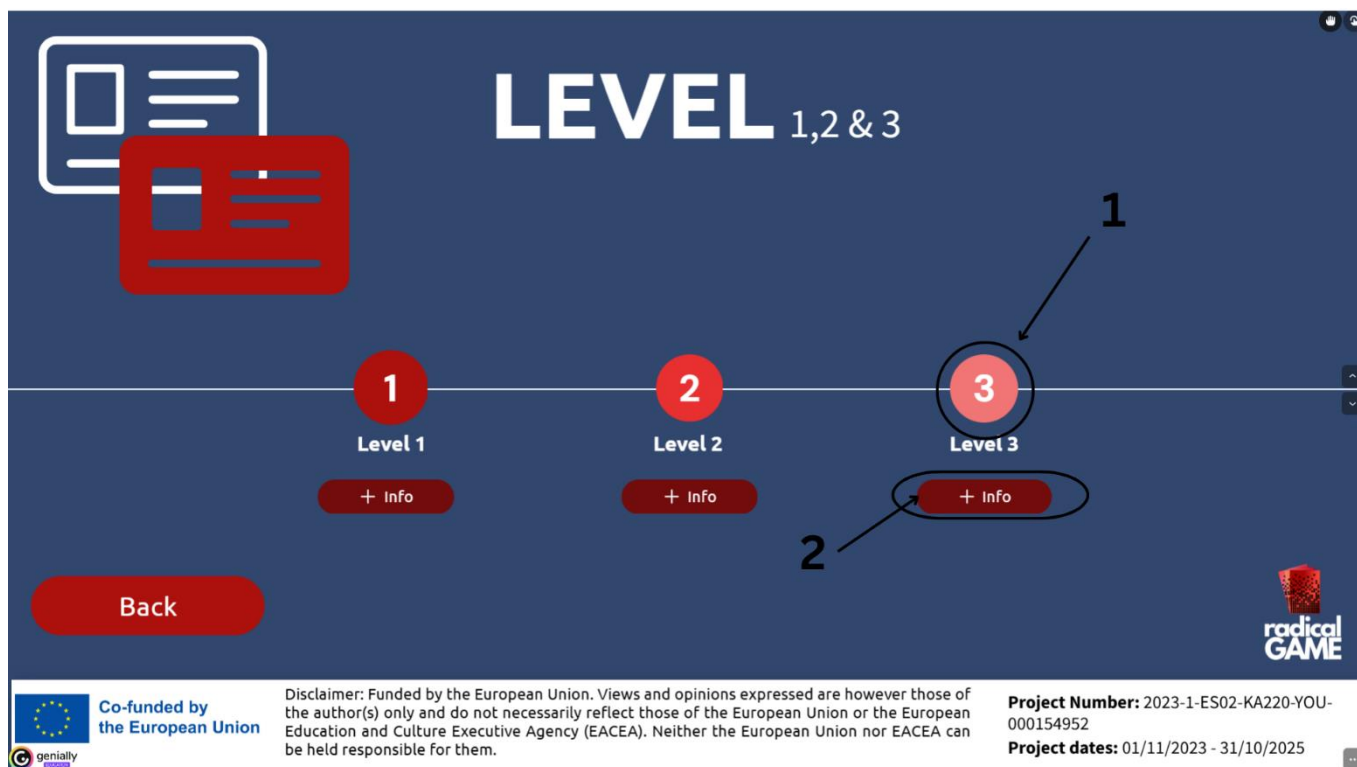 LEVEL 1,2 & 3
1
1
2
3
Level 1
Level 2
Level 3
+ Info
+ Info
+ Info
2
Back
radical
GAME
Co-funded by
the European Union
Disclaimer: Funded by the European Union. Views and opinions expressed are however those of
the author(s) only and do not necessarily reflect those of the European Union or the European
Education and Culture Executive Agency (EACEA). Neither the European Union nor EACEA can
be held responsible for them.
Project Number: 2023-1-ES02-KA220-YOU-
000154952
Project dates: 01/11/2023 - 31/10/2025
genially